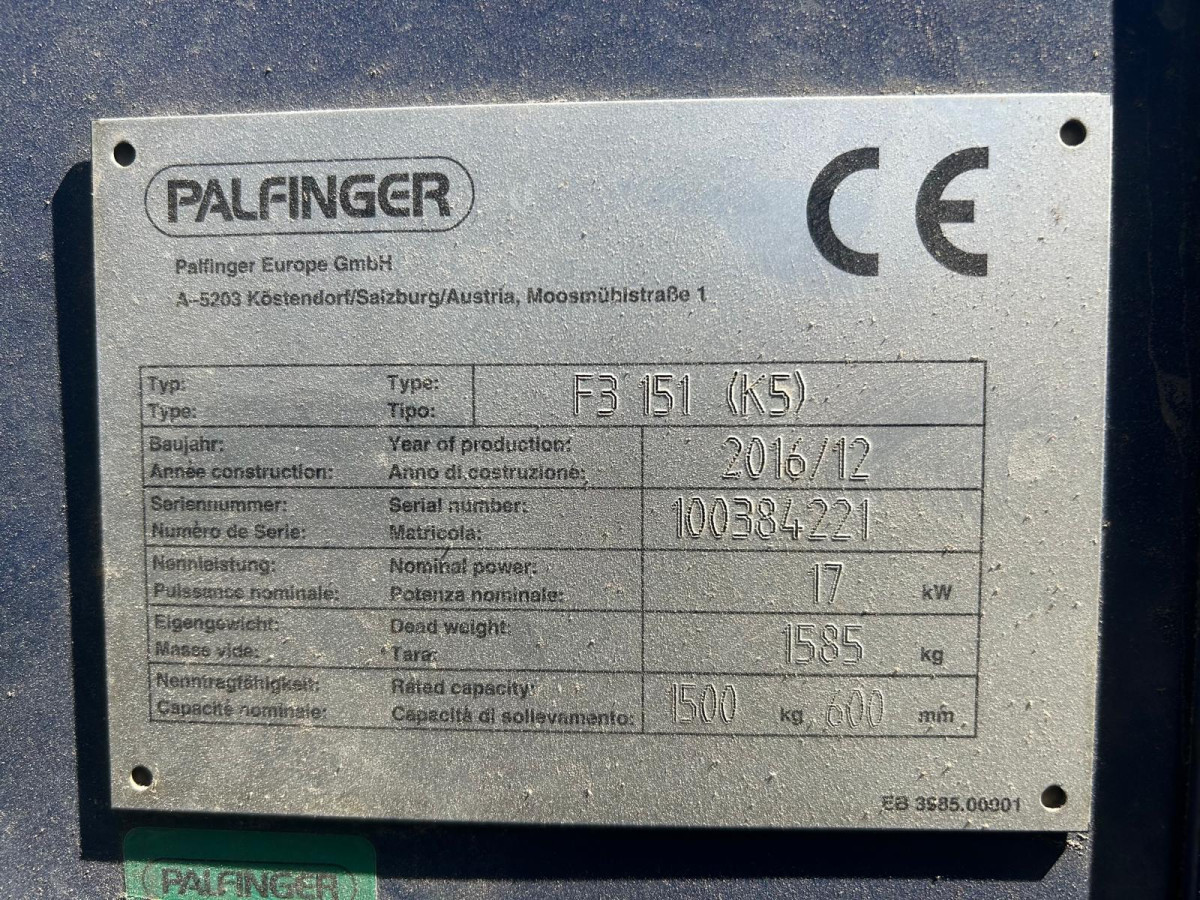 PALFINGER
CE
Palfinger Europe GmbH
A-5203 Köstendorf/Salzburg/Austria, Moosmühlstraße 1
Typ: Type: F3 151 (K5)
Type: Tipo:
Baujahr: Year of production: 2016/12
Année construction: Anno di costruzione:
Seriennummer: Serial number: 100384221
Numéro de Serie: Matricola:
Nennleistung: Nominal power: 17 kW
Puissance nominale: Potenza nominale:
Eigengewicht: Dead weight: 1585 kg
Masse vide: Tara:
Nenntragfähigkeit: Rated capacity: 1500 kg 600 mm
Capacité nominale: Capacità di sollevamento:
EB 3985.00001
PALFINGER